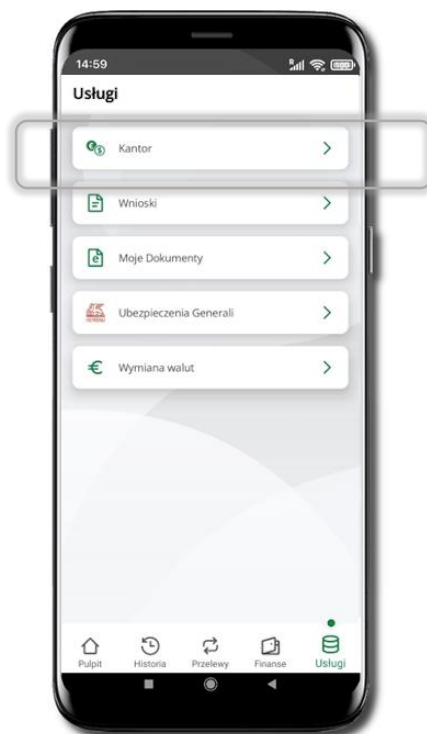 14:59
Usługi
Kantor
Wnioski
Moje Dokumenty
Ubezpieczenia Generali
Wymiana walut
Pulpit
Historia
Przelewy
Finanse
Usługi